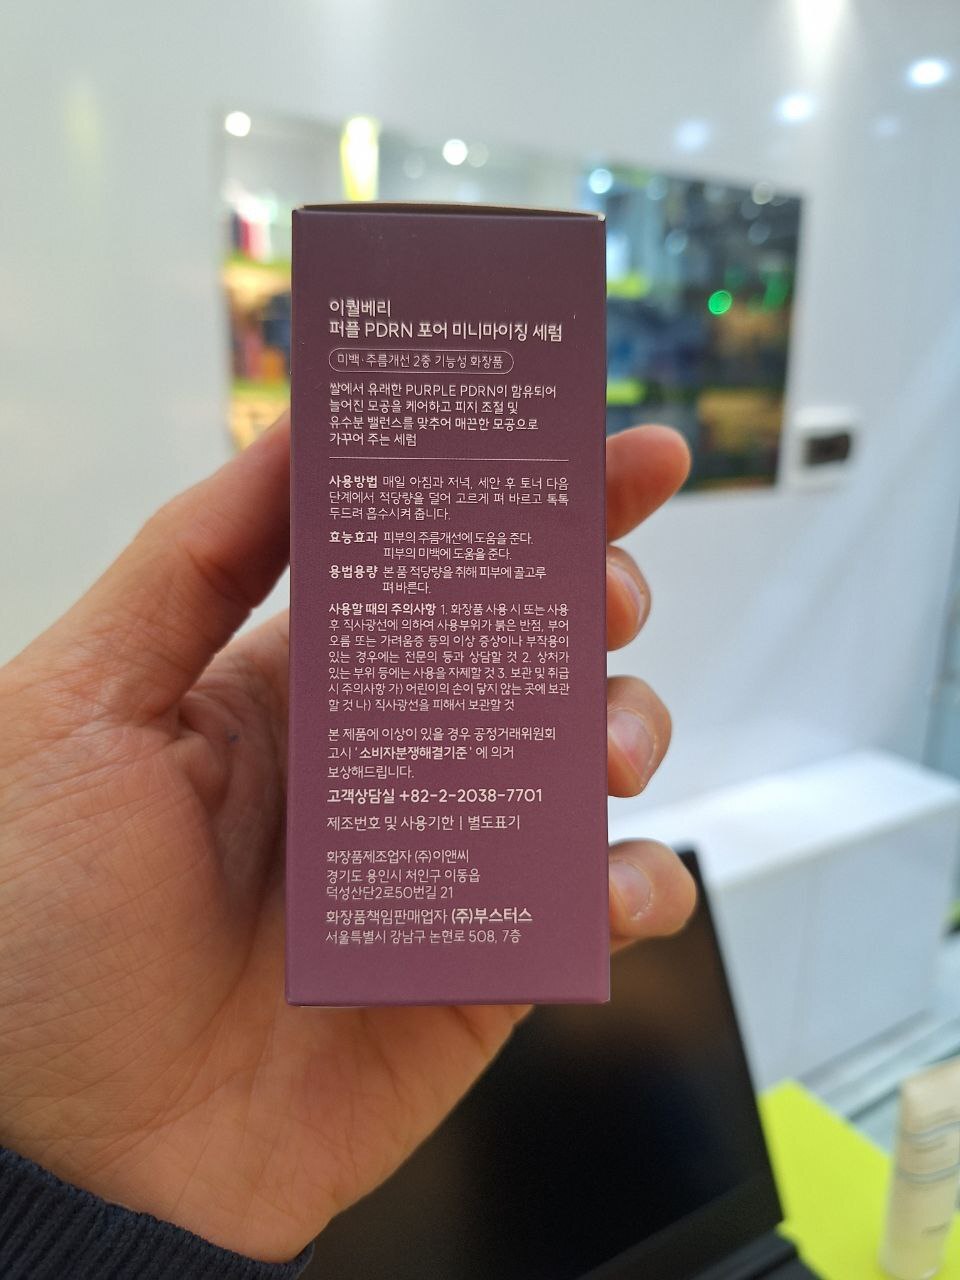 이퀄베리
퍼플 PDRN 포어 미니마이징 세럼
미백·주름개선 2중 기능성 화장품
쌀에서 유래한 PURPLE PDRN이 함유되어
늘어진 모공을 케어하고 피지 조절 및
유수분 밸런스를 맞추어 매끈한 모공으로
가꾸어 주는 세럼
사용방법 매일 아침과 저녁, 세안 후 토너 다음
단계에서 적당량을 덜어 고르게 펴 바르고 톡톡
두드려 흡수시켜 줍니다.
효능효과 피부의 주름개선에 도움을 준다.
피부의 미백에 도움을 준다.
용법용량 본 품 적당량을 취해 피부에 골고루
펴 바른다.
사용할 때의 주의사항 1. 화장품 사용 시 또는 사용
후 직사광선에 의하여 사용부위가 붉은 반점, 부어
오름 또는 가려움증 등의 이상 증상이나 부작용이
있는 경우에는 전문의 등과 상담할 것 2. 상처가
있는 부위 등에는 사용을 자제할 것 3. 보관 및 취급
시 주의사항 가) 어린이의 손이 닿지 않는 곳에 보관
할 것 나) 직사광선을 피해서 보관할 것
본 제품에 이상이 있을 경우 공정거래위원회
고시 '소비자분쟁해결기준' 에 의거
보상해드립니다.
고객상담실 +82-2-2038-7701
제조번호 및 사용기한 | 별도표기
화장품제조업자 (주)이앤씨
경기도 용인시 처인구 이동읍
덕성산단2로50번길 21
화장품책임판매업자 (주)부스터스
서울특별시 강남구 논현로 508, 7층